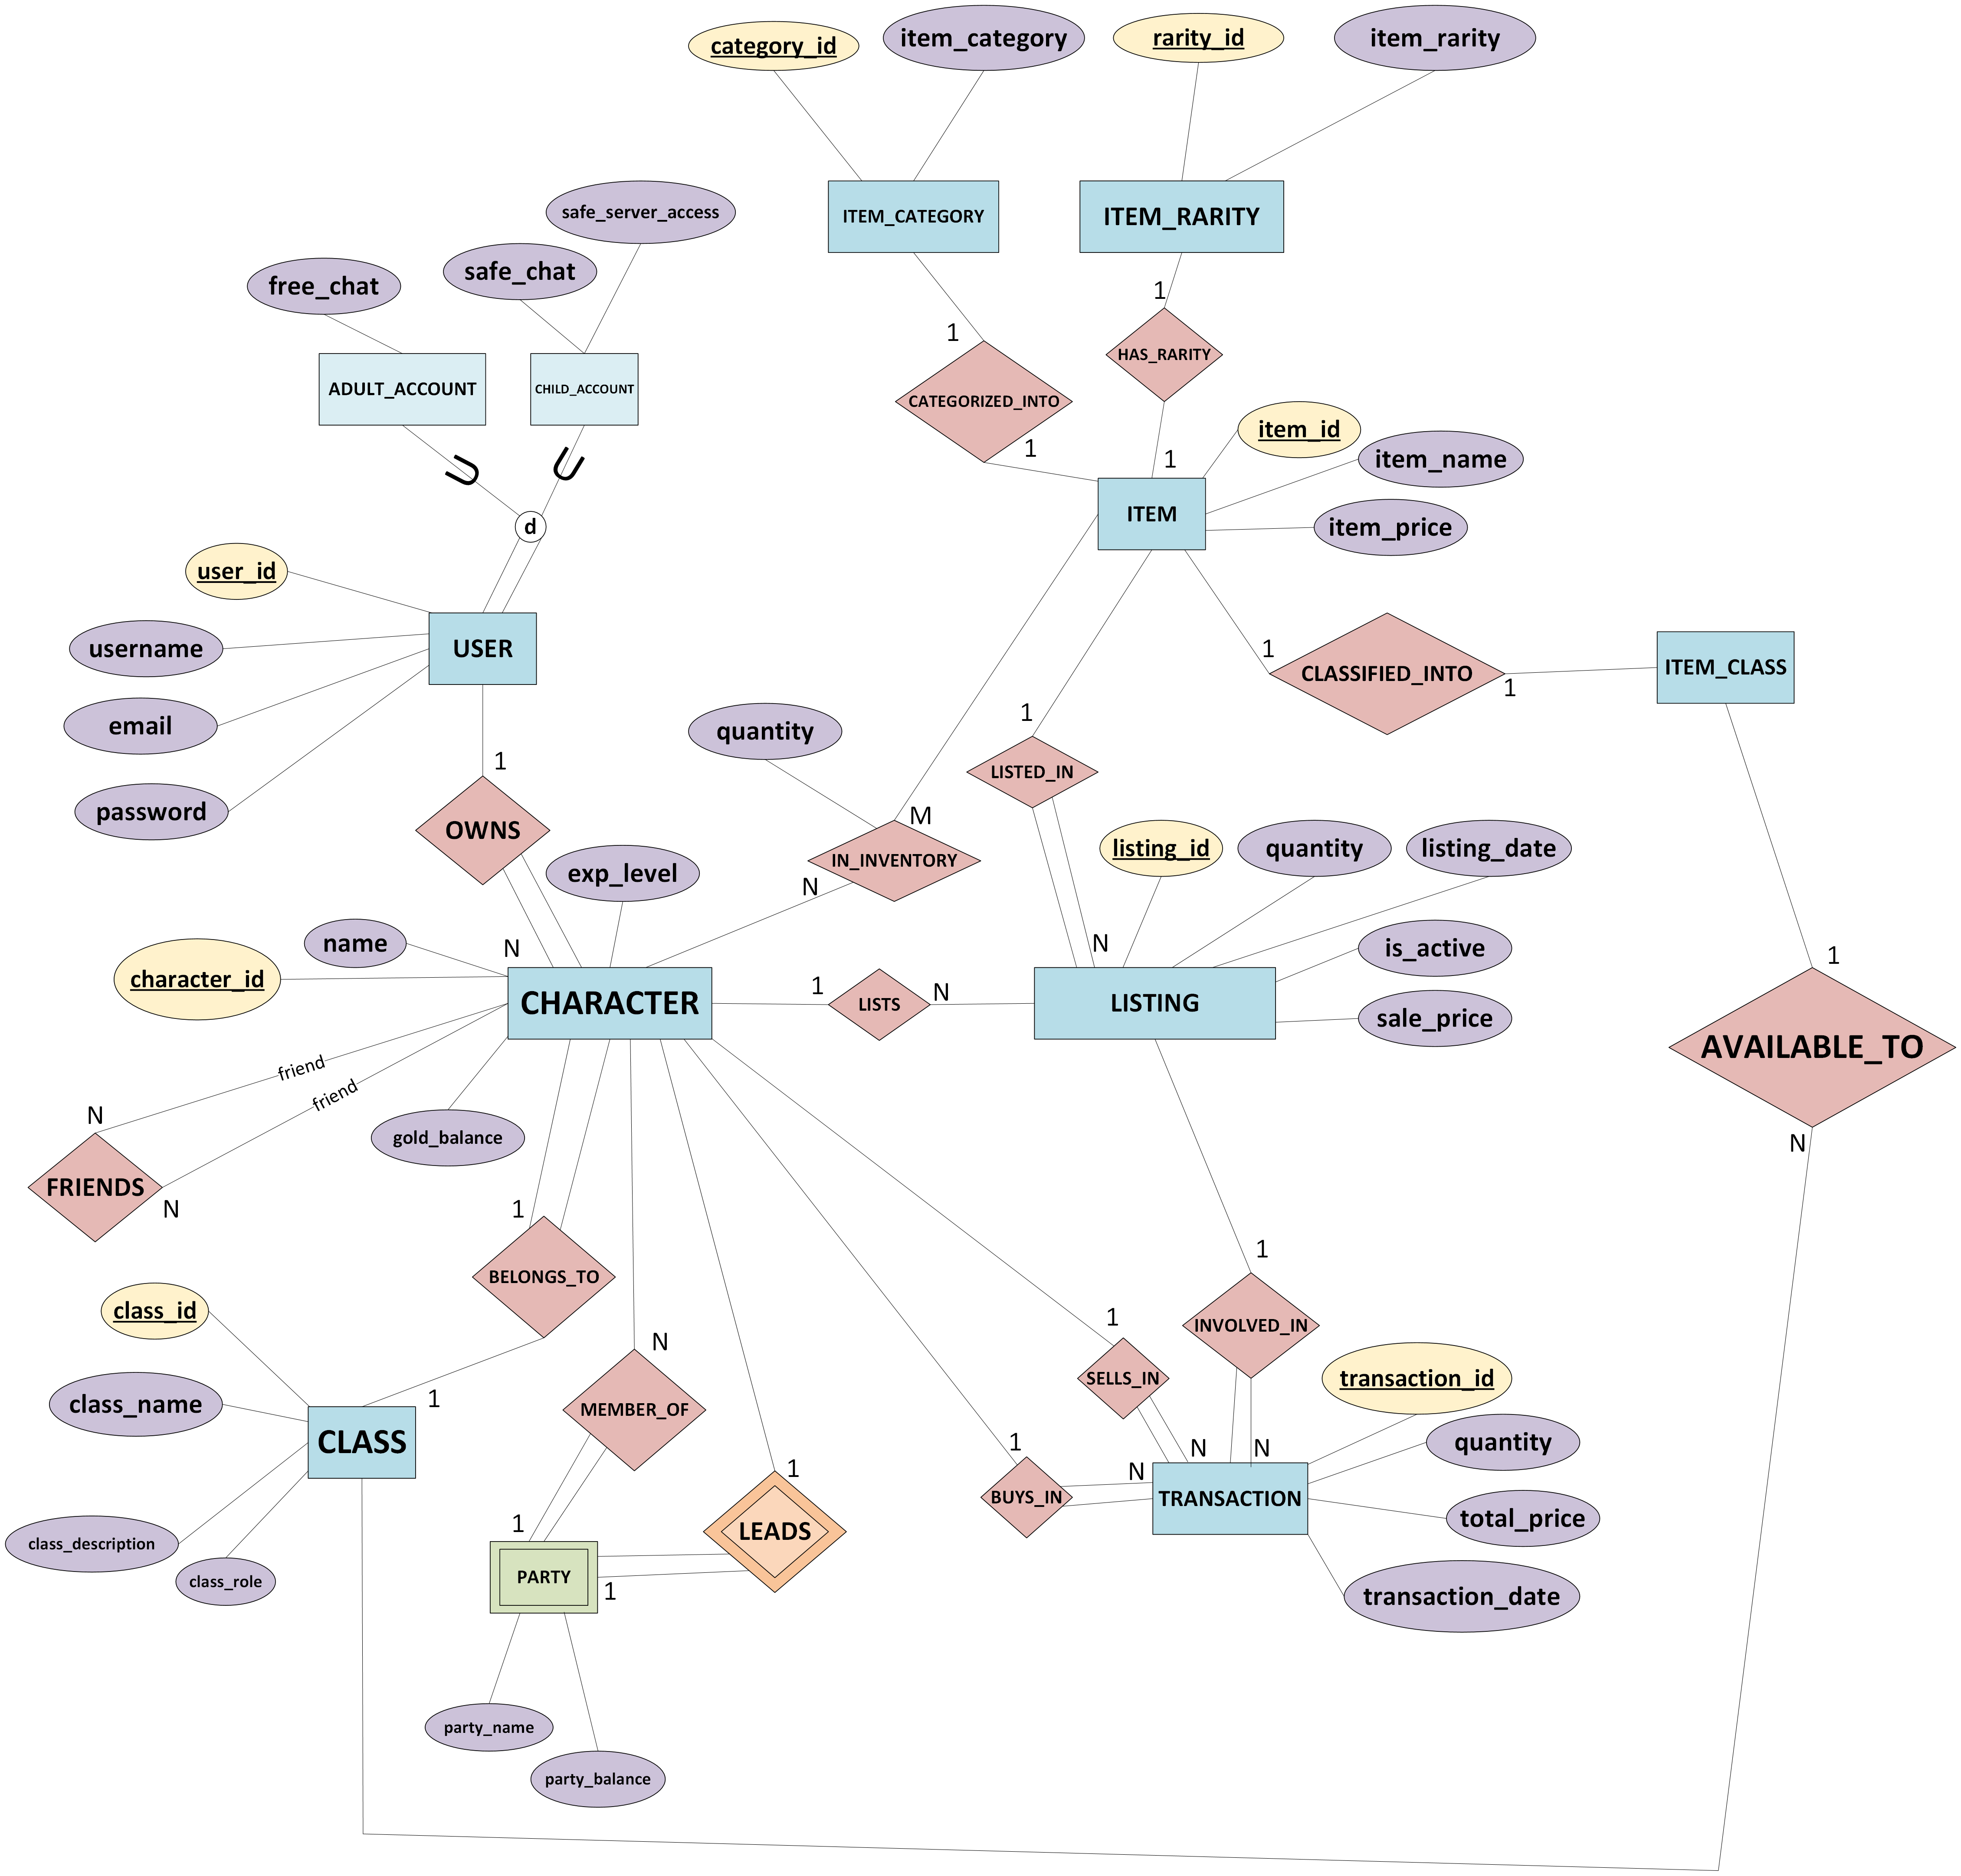 category_id
item_category
rarity_id
item_rarity
safe_server_access
ITEM_CATEGORY
ITEM_RARITY
free_chat
safe_chat
1
1
HAS_RARITY
ADULT_ACCOUNT
CHILD_ACCOUNT
CATEGORIZED_INTO
1
1
item_id
item_name
ITEM
item_price
d
user_id
username
USER
email
password
1
CLASSIFIED_INTO
1
ITEM_CLASS
quantity
1
LISTED_IN
1
OWNS
M
IN_INVENTORY
N
exp_level
listing_id
quantity
listing_date
name
N
N
is_active
1
character_id
CHARACTER
1
LISTS
N
LISTING
sale_price
AVAILABLE_TO
N
friend
friend
N
FRIENDS
N
gold_balance
1
BELONGS_TO
1
1
INVOLVED_IN
class_id
class_name
CLASS
1
class_description
class_role
N
MEMBER_OF
1
SELLS_IN
N
N
transaction_id
1
BUYS_IN
N
TRANSACTION
quantity
total_price
transaction_date
1
LEADS
1
PARTY
1
party_name
party_balance